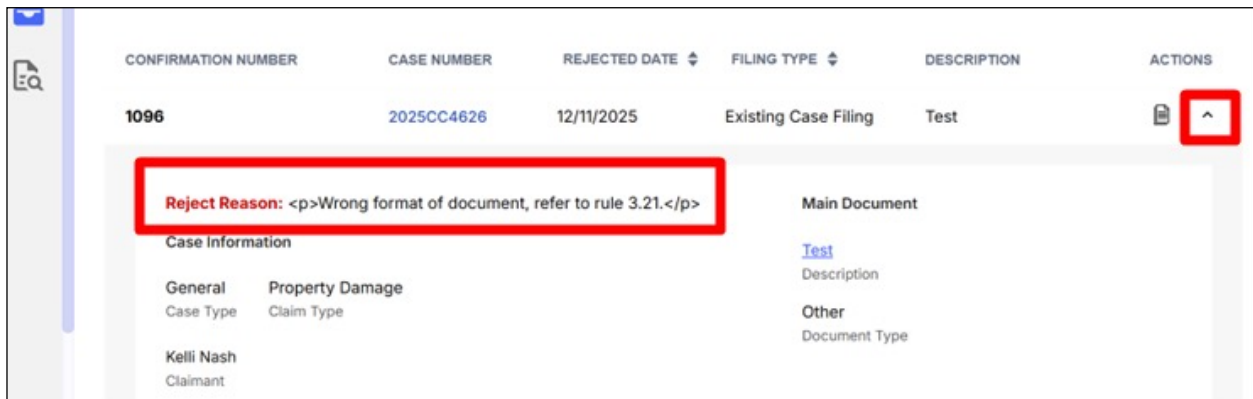 CONFIRMATION NUMBER CASE NUMBER REJECTED DATE FILING TYPE DESCRIPTION ACTIONS
1096 2025CC4626 12/11/2025 Existing Case Filing Test
Reject Reason: <p>Wrong format of document, refer to rule 3.21.</p>
Main Document
Case Information
Test
Description
General Property Damage
Case Type Claim Type
Other
Document Type
Kelli Nash
Claimant